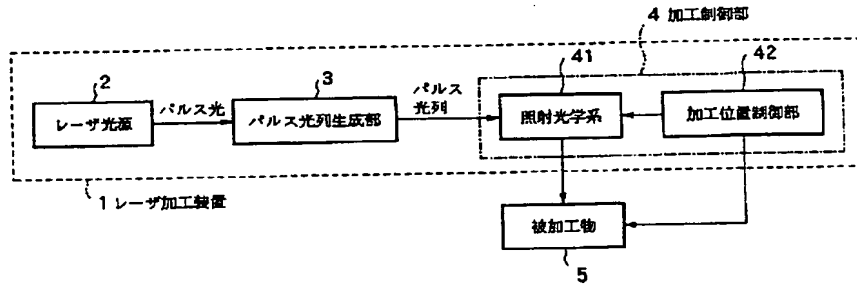 4 加工制御部
2
3
41
42
レーザ光源
パルス光
パルス光列生成部
パルス
光列
照射光学系
加工位置制御部
1 レーザ加工装置
被加工物
5